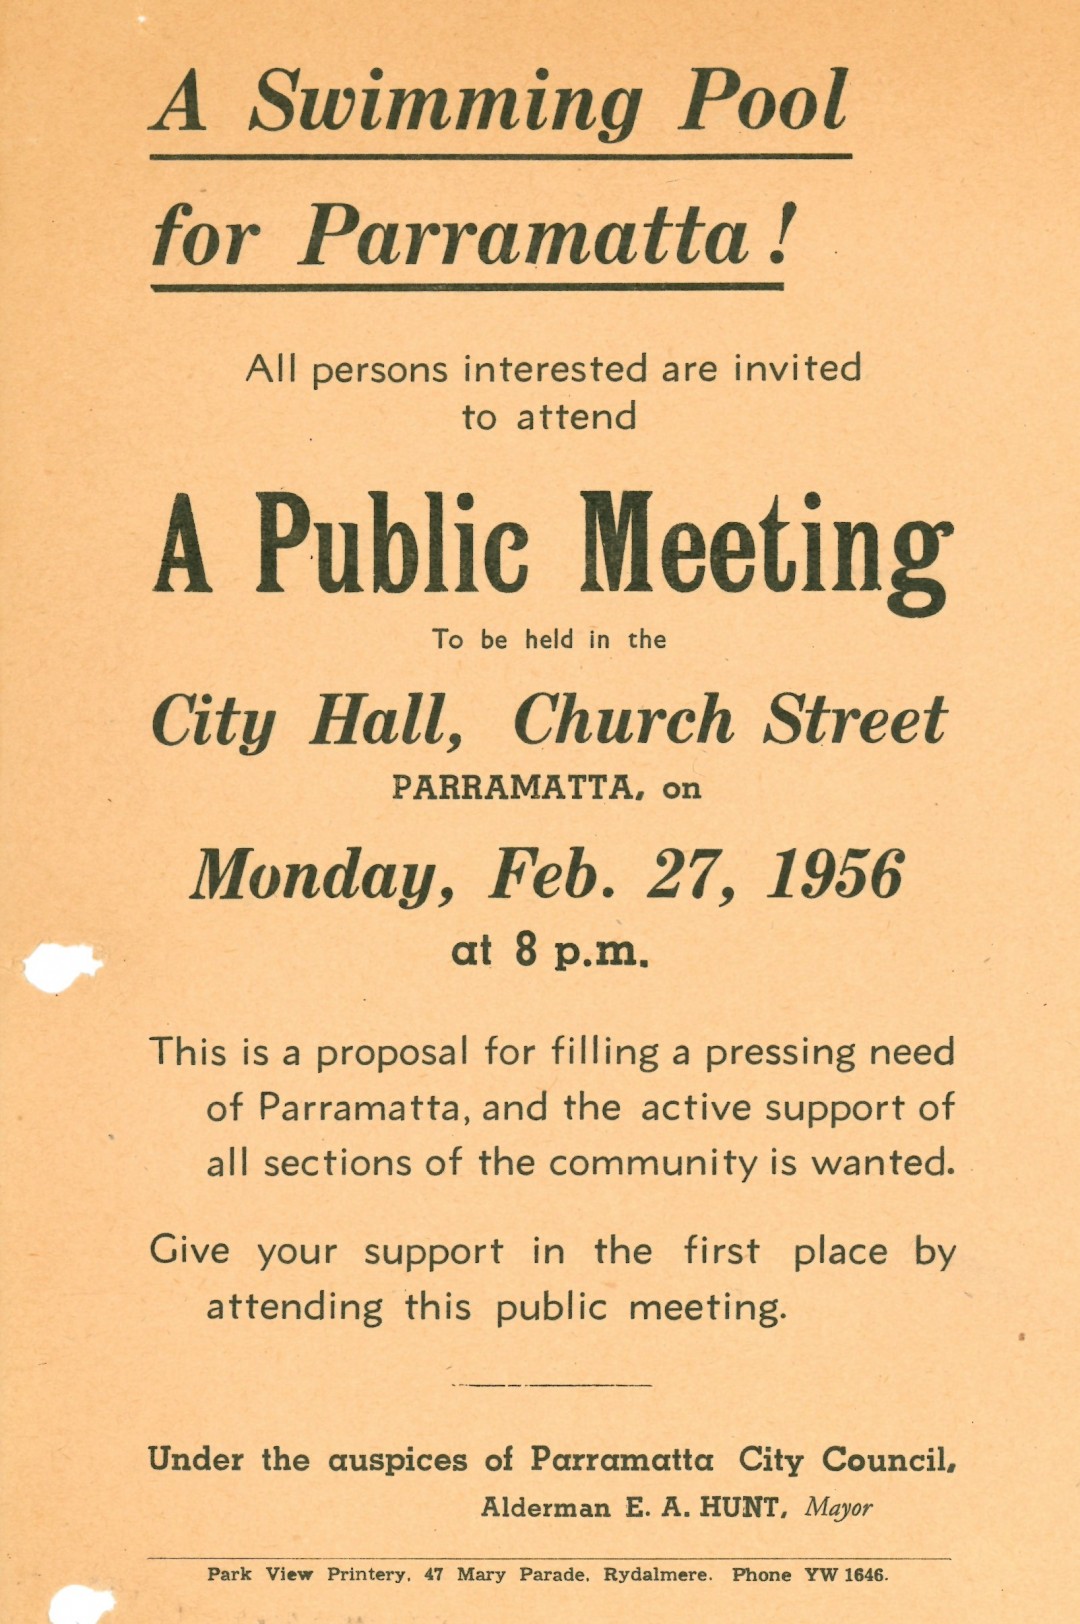 A Swimming Pool
for Parramatta!
All persons interested are invited
to attend
A Public Meeting
To be held in the
City Hall, Church Street
PARRAMATTA, on
Monday, Feb. 27, 1956
at 8 p.m.
This is a proposal for filling a pressing need
of Parramatta, and the active support of
all sections of the community is wanted.
Give your support in the first place by
attending this public meeting.
Under the auspices of Parramatta City Council,
Alderman E. A. HUNT, Mayor
Park View Printery, 47 Mary Parade, Rydalmere. Phone YW 1646.